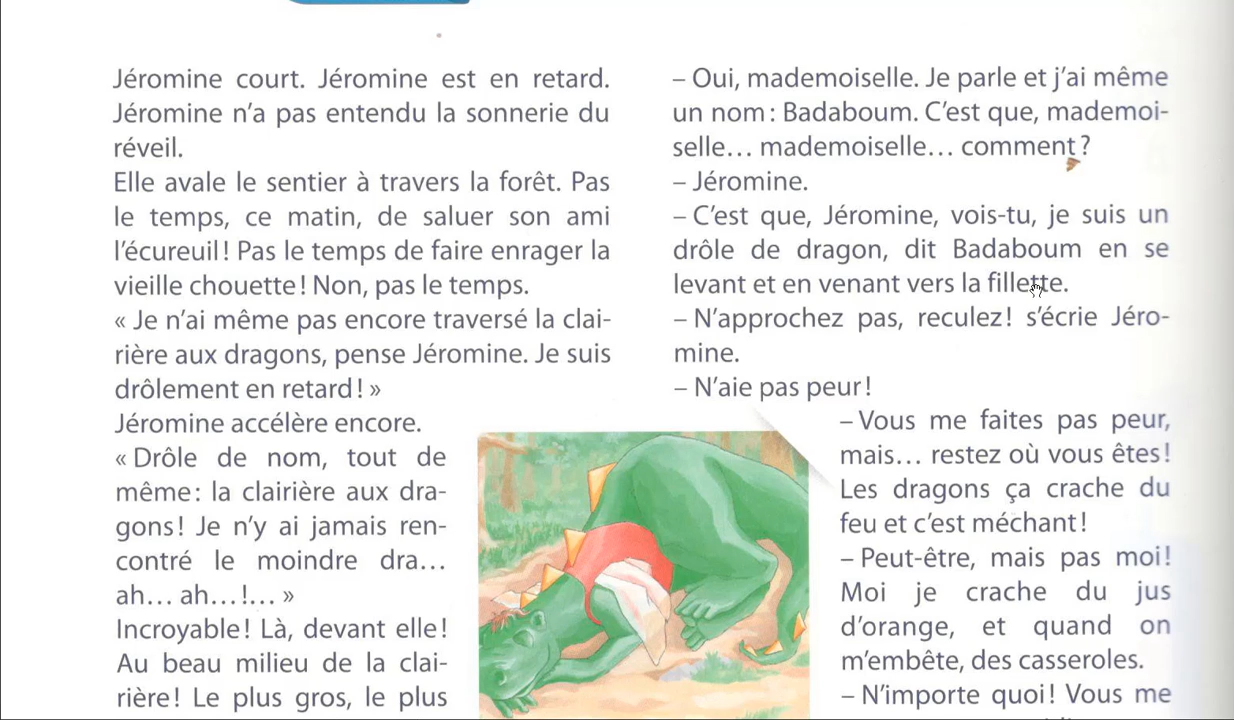 Jéromine court. Jéromine est en retard.
Jéromine n'a pas entendu la sonnerie du
réveil.
Elle avale le sentier à travers la forêt. Pas
le temps, ce matin, de saluer son ami
l'écureuil ! Pas le temps de faire enrager la
vieille chouette ! Non, pas le temps.
« Je n'ai même pas encore traversé la clai-
rière aux dragons, pense Jéromine. Je suis
drôlement en retard ! »
Jéromine accélère encore.
« Drôle de nom, tout de
même : la clairière aux dra-
gons ! Je n'y ai jamais ren-
contré le moindre dra…
ah… ah…!… »
Incroyable ! Là, devant elle !
Au beau milieu de la clai-
rière ! Le plus gros, le plus
– Oui, mademoiselle. Je parle et j'ai même
un nom : Badaboum. C'est que, mademoi-
selle… mademoiselle… comment ?
– Jéromine.
– C'est que, Jéromine, vois-tu, je suis un
drôle de dragon, dit Badaboum en se
levant et en venant vers la fillette.
– N'approchez pas, reculez ! s'écrie Jéro-
mine.
– N'aie pas peur !
– Vous me faites pas peur,
mais… restez où vous êtes !
Les dragons ça crache du
feu et c'est méchant !
– Peut-être, mais pas moi !
Moi je crache du jus
d'orange, et quand on
m'embête, des casseroles.
– N'importe quoi ! Vous me